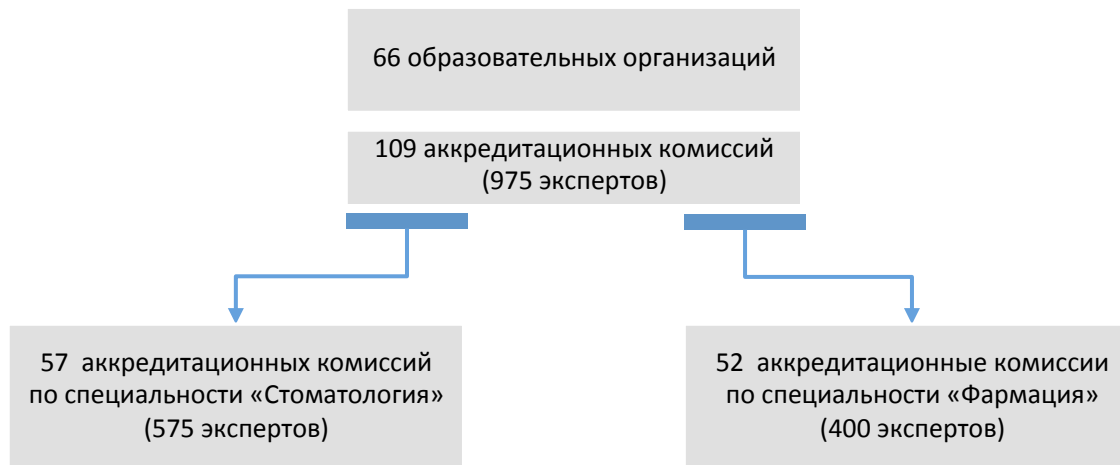 66 образовательных организаций
109 аккредитационных комиссий
(975 экспертов)
57 аккредитационных комиссий
по специальности «Стоматология»
(575 экспертов)
52 аккредитационные комиссии
по специальности «Фармация»
(400 экспертов)